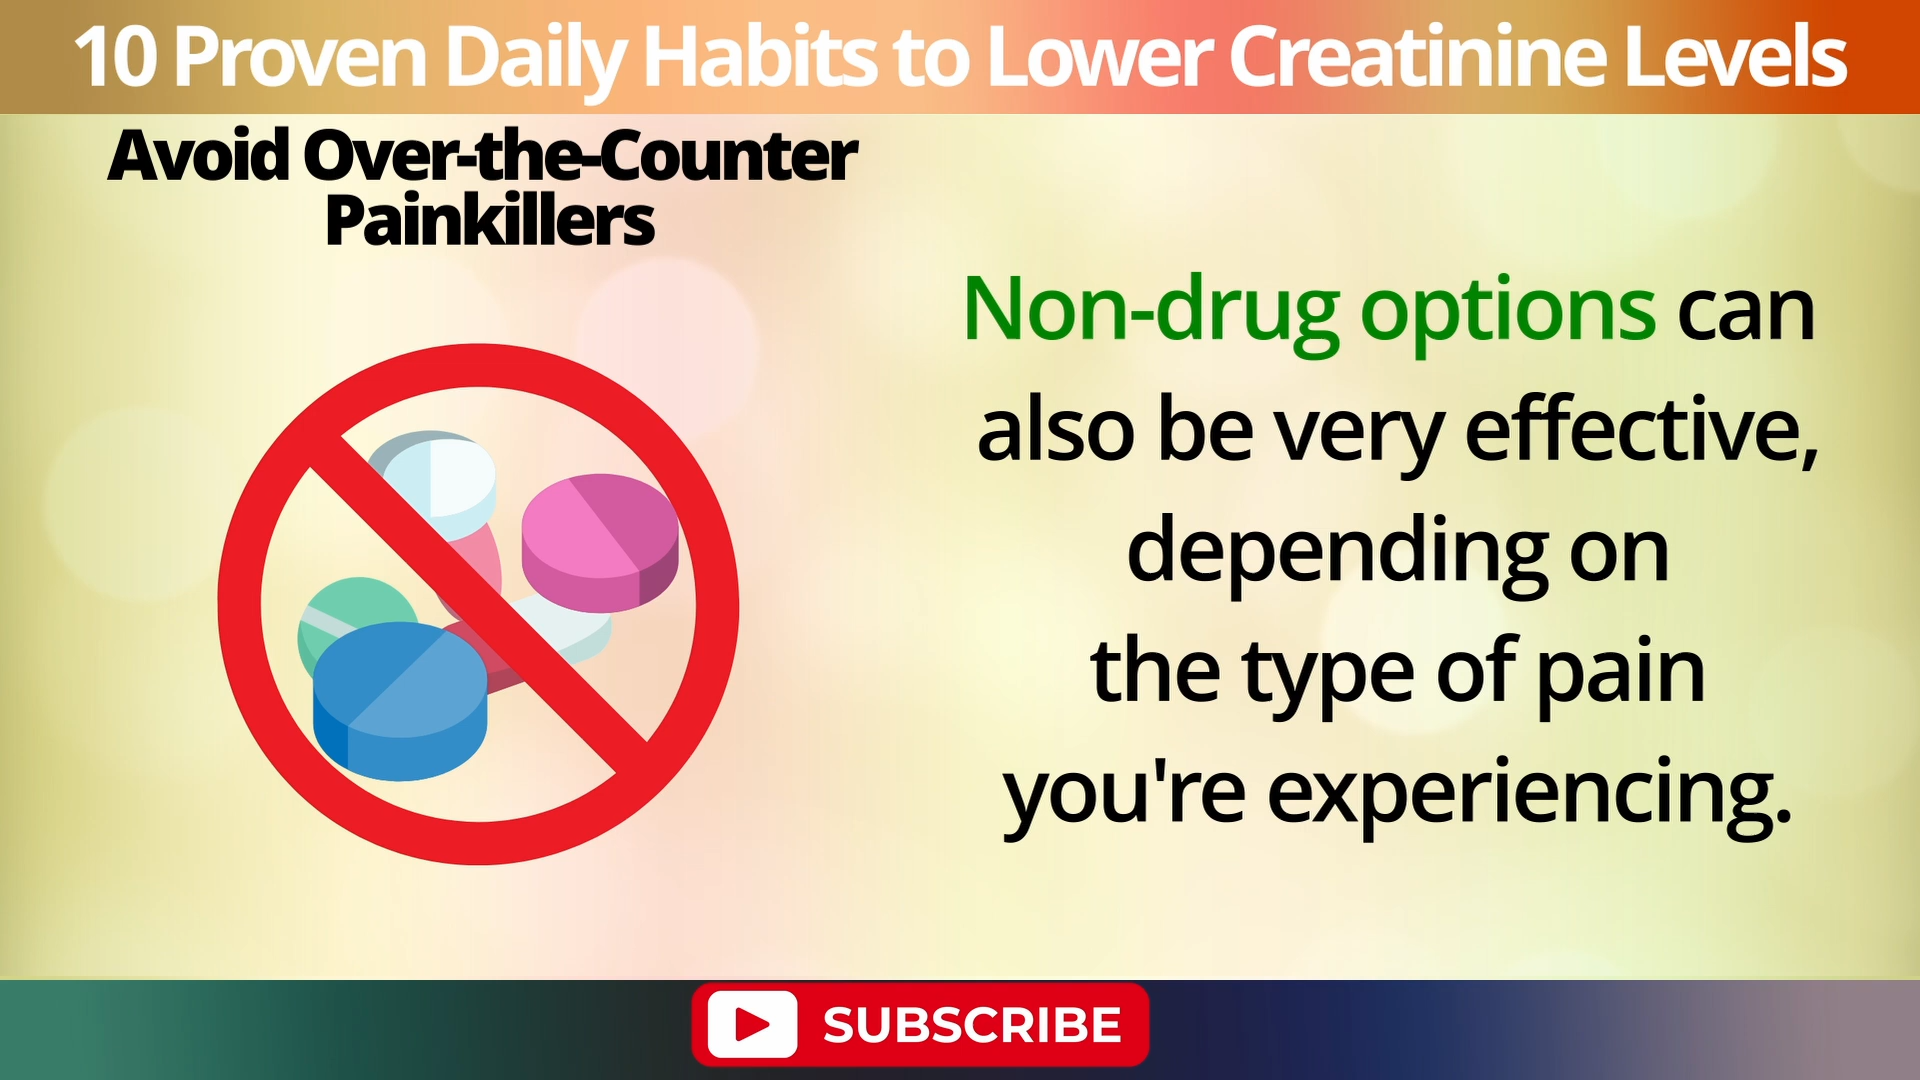 10 Proven Daily Habits to Lower Creatinine Levels
Avoid Over-the-Counter
Painkillers
Non-drug options can
also be very effective,
depending on
the type of pain
you're experiencing.
SUBSCRIBE